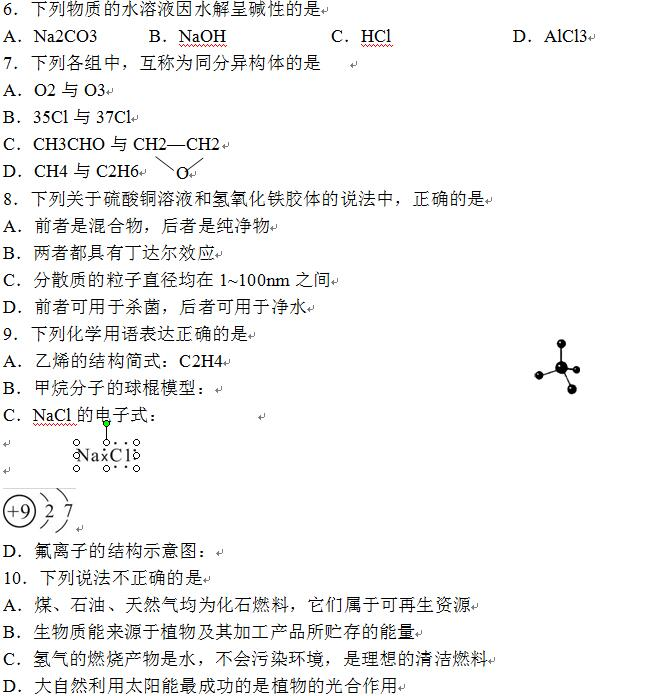 6．下列物质的水溶液因水解呈碱性的是
A．Na2CO3 B．NaOH C．HCl D．AlCl3
7．下列各组中，互称为同分异构体的是
A．O2 与 O3
B．35Cl 与 37Cl
C．CH3CHO 与 CH2—CH2
D．CH4 与 C2H6 O
8．下列关于硫酸铜溶液和氢氧化铁胶体的说法中，正确的是
A．前者是混合物，后者是纯净物
B．两者都具有丁达尔效应
C．分散质的粒子直径均在 1~100nm 之间
D．前者可用于杀菌，后者可用于净水
9．下列化学用语表达正确的是
A．乙烯的结构简式：C2H4
B．甲烷分子的球棍模型：
C．NaCl 的电子式：
Na×Cl
+9 2 7
D．氟离子的结构示意图：
10．下列说法不正确的是
A．煤、石油、天然气均为化石燃料，它们属于可再生资源
B．生物质能来源于植物及其加工产品所贮存的能量
C．氢气的燃烧产物是水，不会污染环境，是理想的清洁燃料
D．大自然利用太阳能最成功的是植物的光合作用